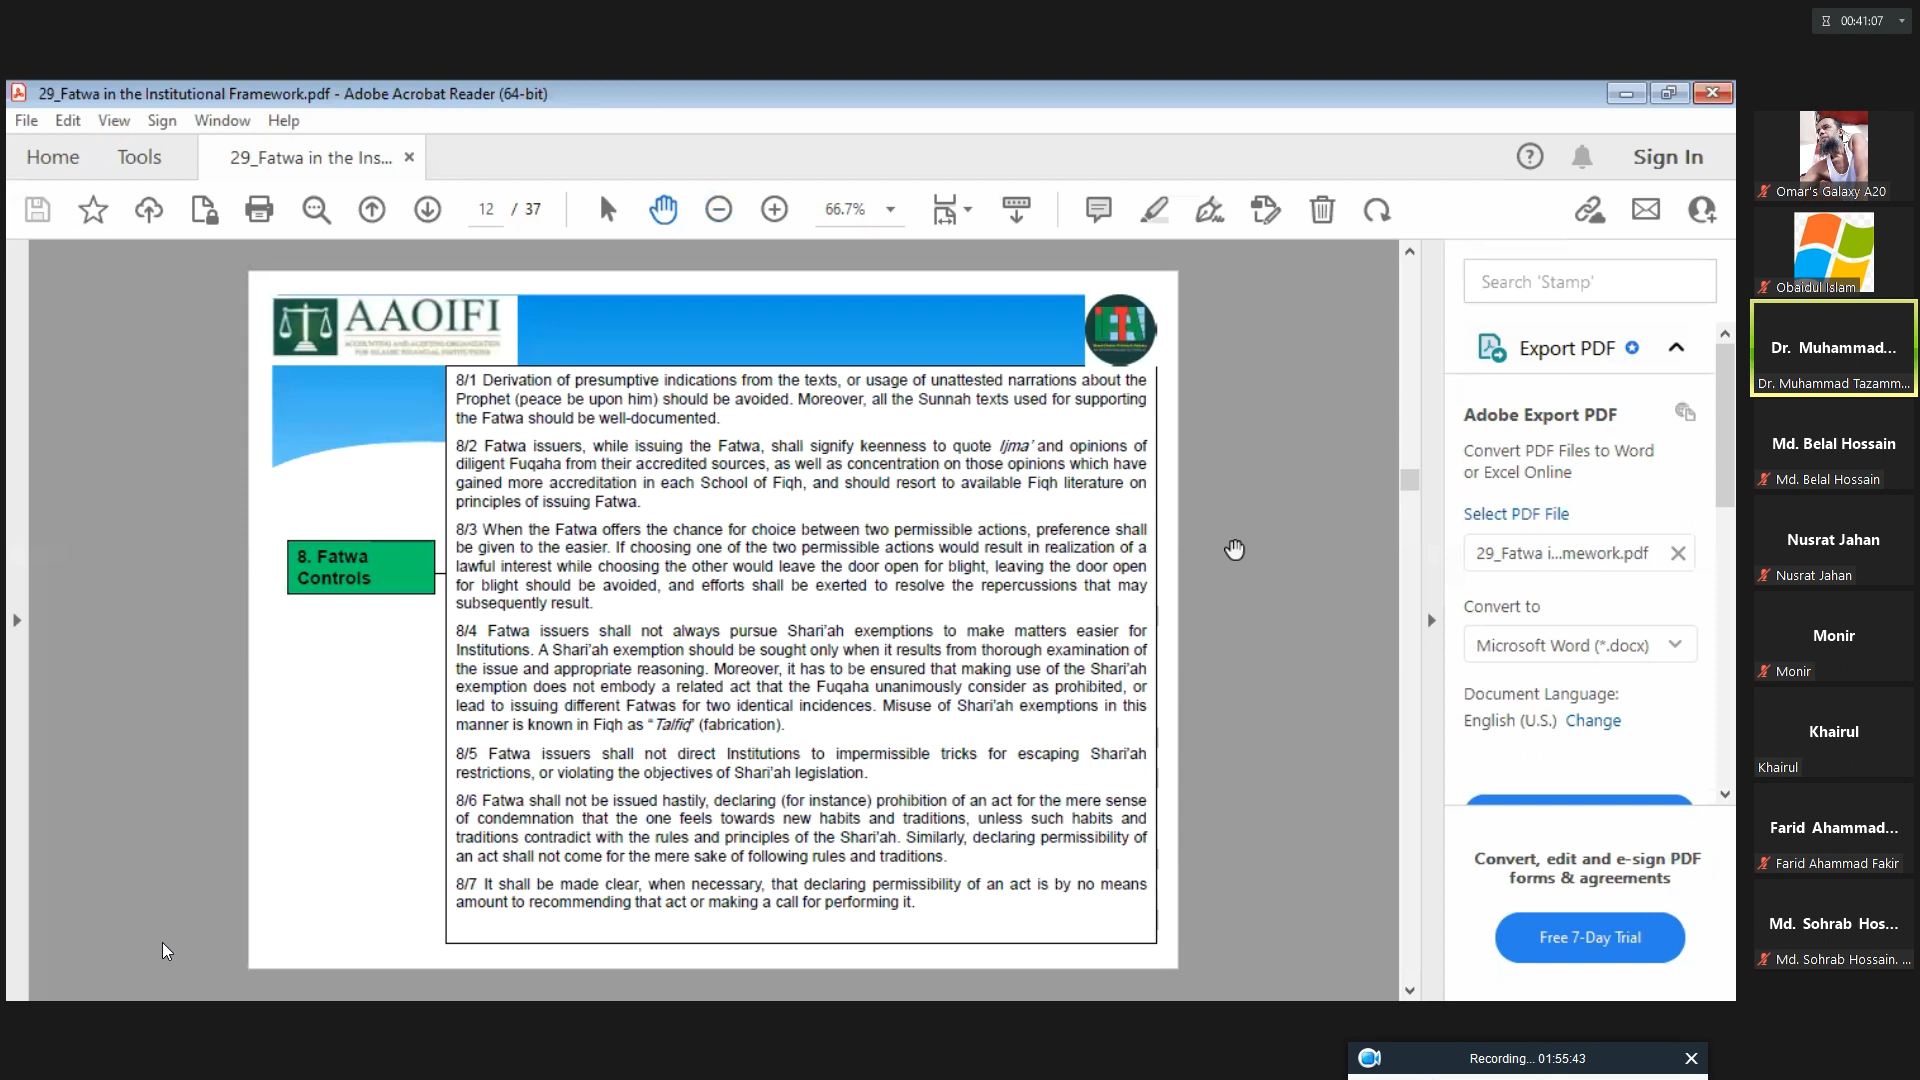 00:41:07
29_Fatwa in the Institutional Framework.pdf - Adobe Acrobat Reader (64-bit)
File Edit View Sign Window Help
Home Tools 29_Fatwa in the Ins... × Sign In
12 / 37 66.7%
AAOIFI
ACCOUNTING AND AUDITING ORGANIZATION
FOR ISLAMIC FINANCIAL INSTITUTIONS
8. Fatwa
Controls
8/1 Derivation of presumptive indications from the texts, or usage of unattested narrations about the
Prophet (peace be upon him) should be avoided. Moreover, all the Sunnah texts used for supporting
the Fatwa should be well-documented.
8/2 Fatwa issuers, while issuing the Fatwa, shall signify keenness to quote Ijma’ and opinions of
diligent Fuqaha from their accredited sources, as well as concentration on those opinions which have
gained more accreditation in each School of Fiqh, and should resort to available Fiqh literature on
principles of issuing Fatwa.
8/3 When the Fatwa offers the chance for choice between two permissible actions, preference shall
be given to the easier. If choosing one of the two permissible actions would result in realization of a
lawful interest while choosing the other would leave the door open for blight, leaving the door open
for blight should be avoided, and efforts shall be exerted to resolve the repercussions that may
subsequently result.
8/4 Fatwa issuers shall not always pursue Shari’ah exemptions to make matters easier for
Institutions. A Shari’ah exemption should be sought only when it results from thorough examination of
the issue and appropriate reasoning. Moreover, it has to be ensured that making use of the Shari’ah
exemption does not embody a related act that the Fuqaha unanimously consider as prohibited, or
lead to issuing different Fatwas for two identical incidences. Misuse of Shari’ah exemptions in this
manner is known in Fiqh as “Talfiq” (fabrication).
8/5 Fatwa issuers shall not direct Institutions to impermissible tricks for escaping Shari’ah
restrictions, or violating the objectives of Shari’ah legislation.
8/6 Fatwa shall not be issued hastily, declaring (for instance) prohibition of an act for the mere sense
of condemnation that the one feels towards new habits and traditions, unless such habits and
traditions contradict with the rules and principles of the Shari’ah. Similarly, declaring permissibility of
an act shall not come for the mere sake of following rules and traditions.
8/7 It shall be made clear, when necessary, that declaring permissibility of an act is by no means
amount to recommending that act or making a call for performing it.
Search 'Stamp'
Export PDF
Adobe Export PDF
Convert PDF Files to Word
or Excel Online
Select PDF File
29_Fatwa i...mework.pdf
Convert to
Microsoft Word (*.docx)
Document Language:
English (U.S.) Change
Convert, edit and e-sign PDF
forms & agreements
Free 7-Day Trial
Omar's Galaxy A20
Obaidul Islam
Dr. Muhammad...
Dr. Muhammad Tazamm...
Md. Belal Hossain
Md. Belal Hossain
Nusrat Jahan
Nusrat Jahan
Monir
Monir
Khairul
Khairul
Farid Ahammad...
Farid Ahammad Fakir
Md. Sohrab Hos...
Md. Sohrab Hossain. ...
Recording... 01:55:43